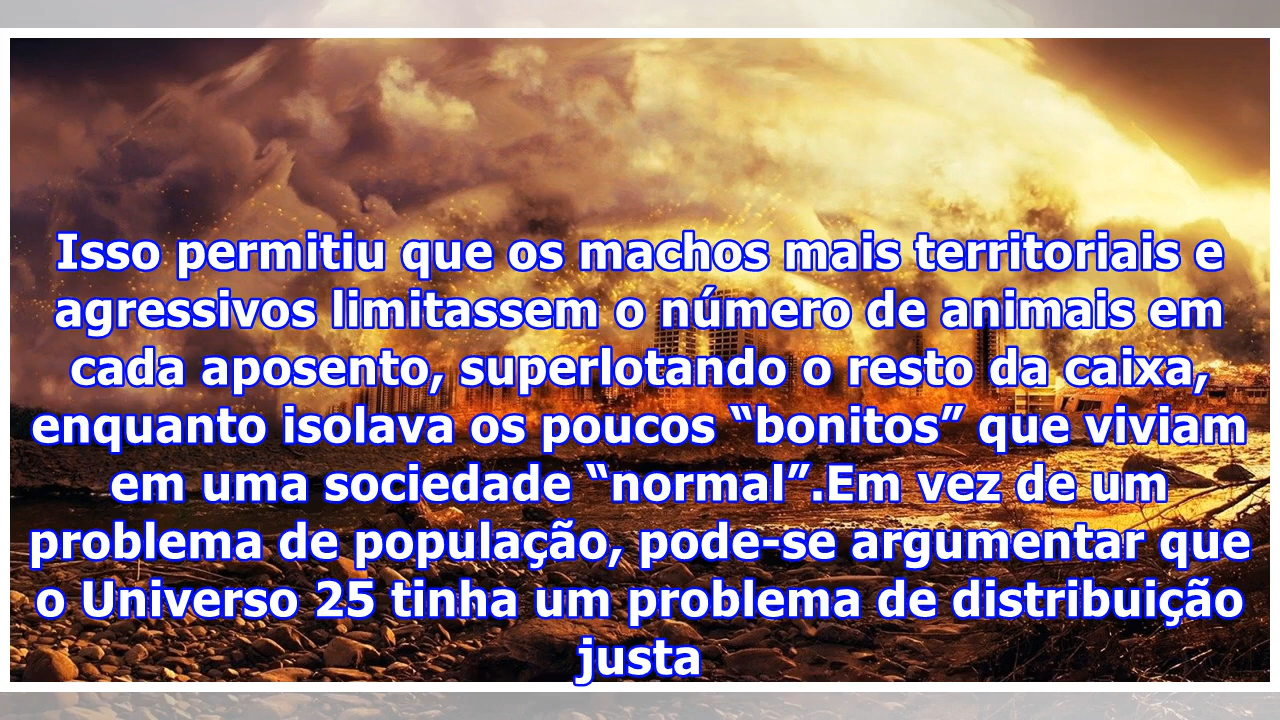 Isso permitiu que os machos mais territoriais e
agressivos limitassem o número de animais em
cada aposento, superlotando o resto da caixa,
enquanto isolava os poucos “bonitos” que viviam
em uma sociedade “normal”.Em vez de um
problema de população, pode-se argumentar que
o Universo 25 tinha um problema de distribuição
justa